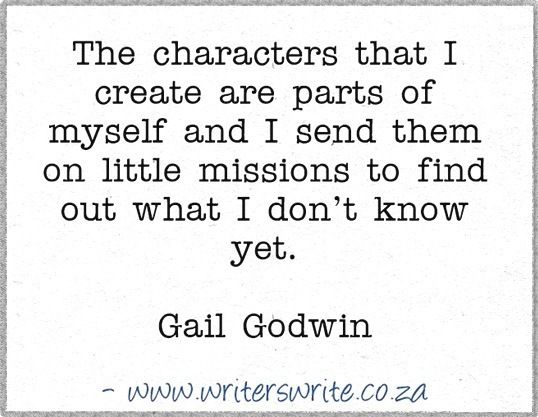 The characters that I
create are parts of
myself and I send them
on little missions to find
out what I don't know
yet.
Gail Godwin
- www.writerswrite.co.za